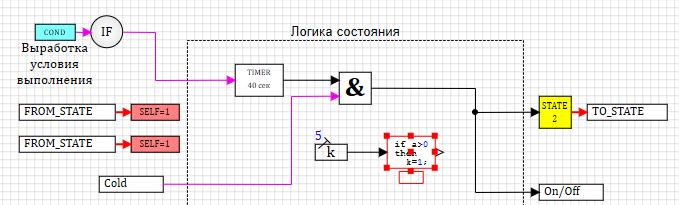 Логика состояния
COND
IF
Выработка
условия
выполнения
TIMER
40 сек
&
FROM_STATE
SELF=1
STATE
2
TO_STATE
FROM_STATE
SELF=1
5
k
if a>0
then
k=1;
Cold
On/Off